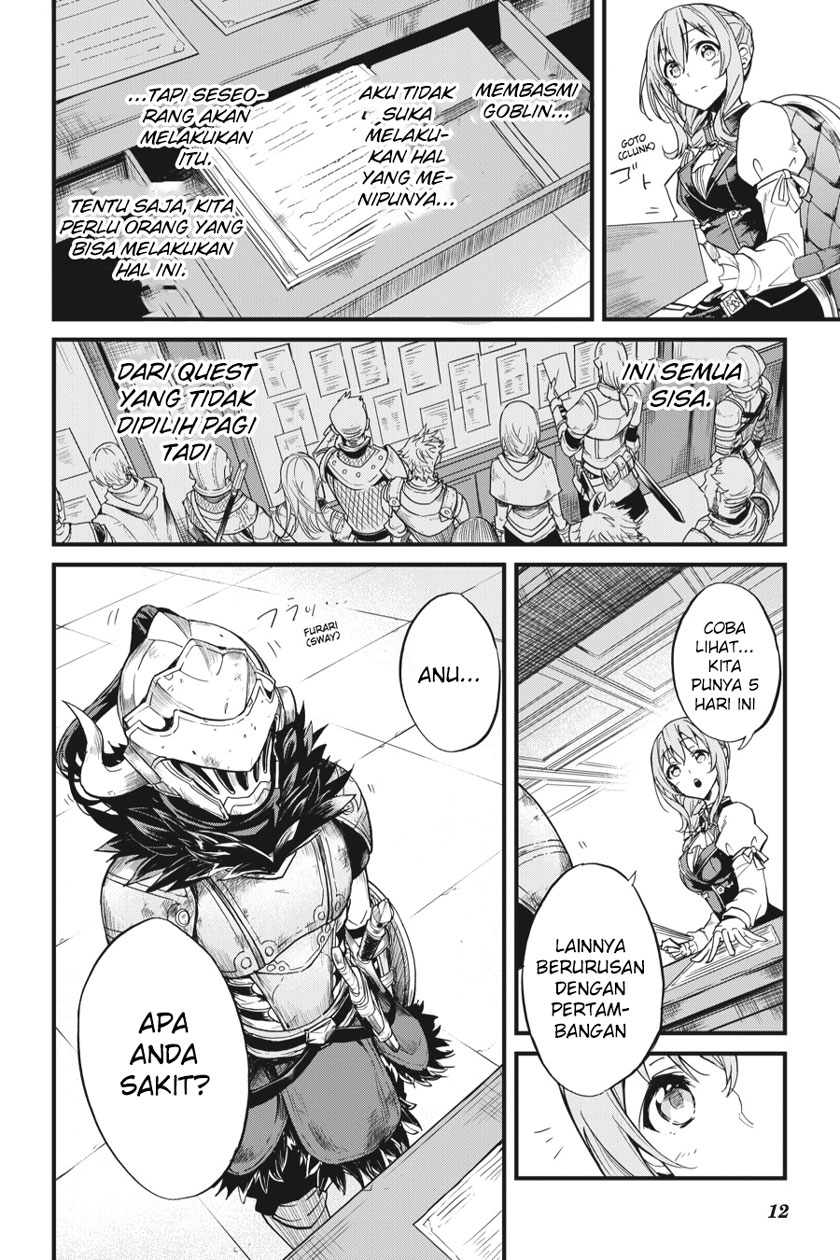 GOTO
(CLUNK)
ゴト
MEMBASMI
GOBLIN...
AKU TIDAK
SUKA
MELAKU-
KAN HAL
YANG ME-
NIPUNYA...
...TAPI SESEO-
RANG AKAN
MELAKUKAN
ITU.
TENTU SAJA, KITA
PERLU ORANG YANG
BISA MELAKUKAN
HAL INI.
INI SEMUA
SISA.
DARI QUEST
YANG TIDAK
DIPILIH PAGI
TADI
COBA
LIHAT...
KITA
PUNYA 5
HARI INI
LAINNYA
BERURUSAN
DENGAN
PERTAM-
BANGAN
フラッ...
FURARI
(SWAY)
ANU...
APA
ANDA
SAKIT?
12